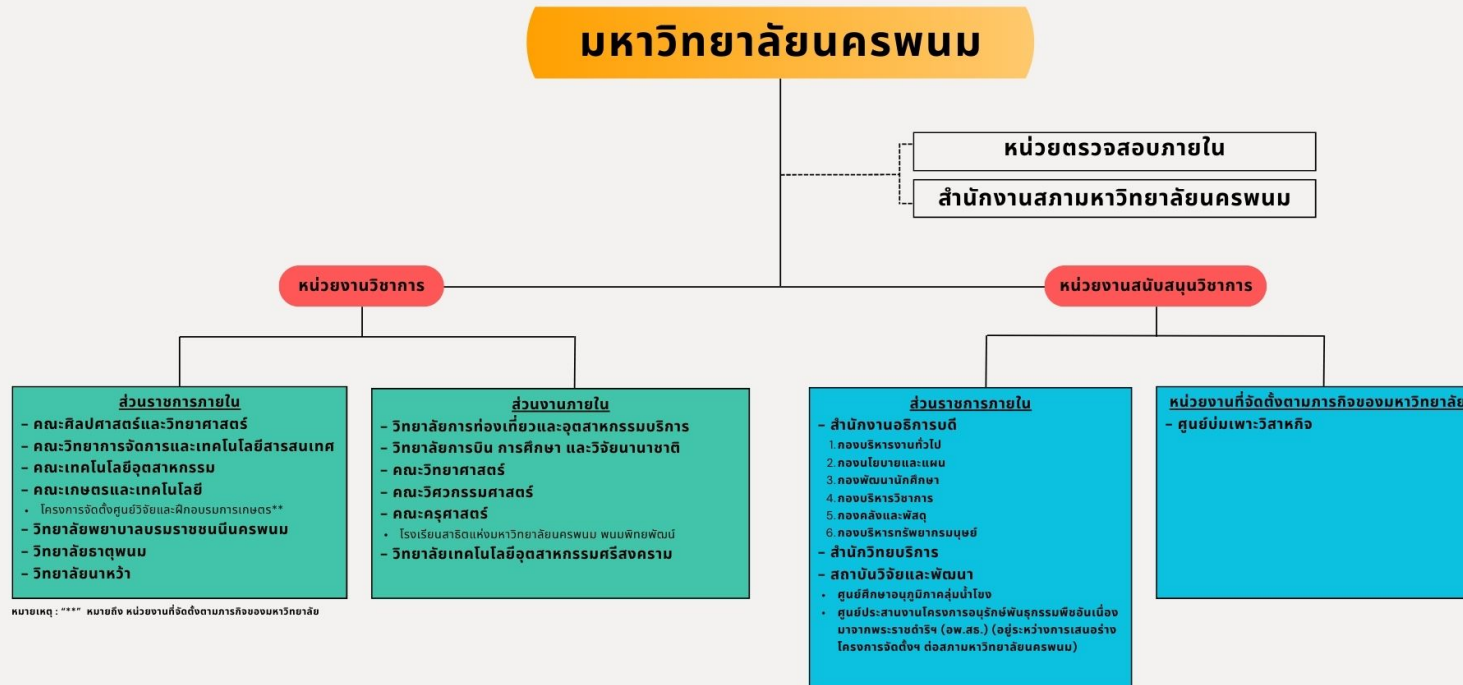 มหาวิทยาลัยนครพนม
หน่วยตรวจสอบภายใน
สำนักงานสภามหาวิทยาลัยนครพนม
หน่วยงานวิชาการ
หน่วยงานสนับสนุนวิชาการ
ส่วนราชการภายใน
- คณะศิลปศาสตร์และวิทยาศาสตร์
- คณะวิทยาการจัดการและเทคโนโลยีสารสนเทศ
- คณะเทคโนโลยีอุตสาหกรรม
- คณะเกษตรและเทคโนโลยี
• โครงการจัดตั้งศูนย์วิจัยและฝึกอบรมการเกษตร**
- วิทยาลัยพยาบาลบรมราชชนนีนครพนม
- วิทยาลัยธาตุพนม
- วิทยาลัยนาหว้า
ส่วนงานภายใน
- วิทยาลัยการท่องเที่ยวและอุตสาหกรรมบริการ
- วิทยาลัยการบิน การศึกษา และวิจัยนานาชาติ
- คณะวิทยาศาสตร์
- คณะวิศวกรรมศาสตร์
- คณะครุศาสตร์
• โรงเรียนสาธิตแห่งมหาวิทยาลัยนครพนม พนมพิทยพัฒน์
- วิทยาลัยเทคโนโลยีอุตสาหกรรมศรีสงคราม
ส่วนราชการภายใน
- สำนักงานอธิการบดี
1. กองบริหารงานทั่วไป
2. กองนโยบายและแผน
3. กองพัฒนานักศึกษา
4. กองบริหารวิชาการ
5. กองคลังและพัสดุ
6. กองบริหารทรัพยากรมนุษย์
- สำนักวิทยบริการ
- สถาบันวิจัยและพัฒนา
• ศูนย์ศึกษาอนุภูมิภาคลุ่มน้ำโขง
• ศูนย์ประสานงานโครงการอนุรักษ์พันธุกรรมพืชอันเนื่อง
มาจากพระราชดำริฯ (อพ.สธ.) (อยู่ระหว่างการเสนอร่าง
โครงการจัดตั้งฯ ต่อสภามหาวิทยาลัยนครพนม)
หน่วยงานที่จัดตั้งตามภารกิจของมหาวิทยาลัย
- ศูนย์บ่มเพาะวิสาหกิจ
หมายเหตุ : "**" หมายถึง หน่วยงานที่จัดตั้งตามภารกิจของมหาวิทยาลัย